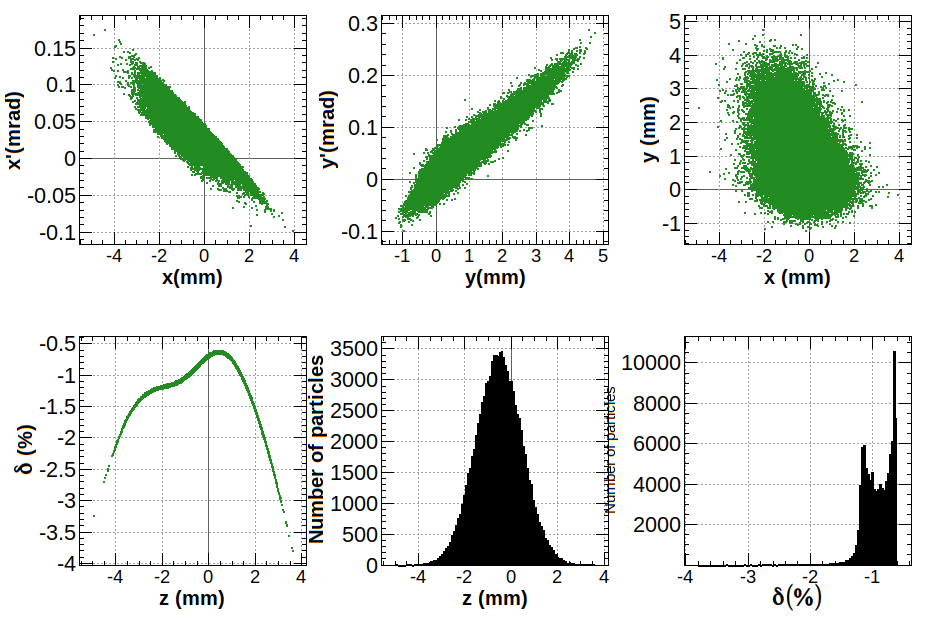 x'(mrad)
0.15
0.1
0.05
0
-0.05
-0.1
-4 -2 0 2 4
x(mm)
y'(mrad)
0.3
0.2
0.1
0
-0.1
-1 0 1 2 3 4 5
y(mm)
y (mm)
5
4
3
2
1
0
-1
-4 -2 0 2 4
x (mm)
δ (%)
-0.5
-1
-1.5
-2
-2.5
-3
-3.5
-4
-4 -2 0 2 4
z (mm)
Number of particles
3500
3000
2500
2000
1500
1000
500
0
-4 -2 0 2 4
z (mm)
Number of particles
10000
8000
6000
4000
2000
-4 -3 -2 -1
δ(%)